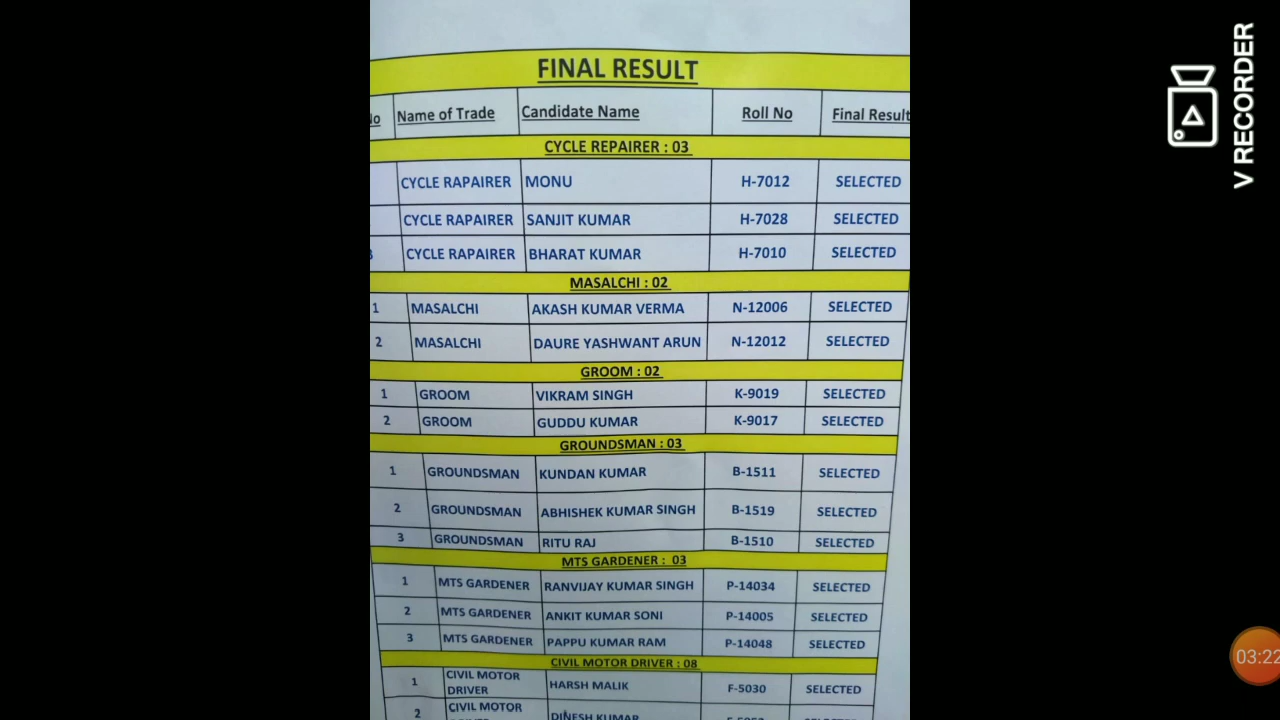 FINAL RESULT
No Name of Trade Candidate Name Roll No Final Result
CYCLE REPAIRER : 03
CYCLE RAPAIRER MONU H-7012 SELECTED
CYCLE RAPAIRER SANJIT KUMAR H-7028 SELECTED
3 CYCLE RAPAIRER BHARAT KUMAR H-7010 SELECTED
MASALCHI : 02
1 MASALCHI AKASH KUMAR VERMA N-12006 SELECTED
2 MASALCHI DAURE YASHWANT ARUN N-12012 SELECTED
GROOM : 02
1 GROOM VIKRAM SINGH K-9019 SELECTED
2 GROOM GUDDU KUMAR K-9017 SELECTED
GROUNDSMAN : 03
1 GROUNDSMAN KUNDAN KUMAR B-1511 SELECTED
2 GROUNDSMAN ABHISHEK KUMAR SINGH B-1519 SELECTED
3 GROUNDSMAN RITU RAJ B-1510 SELECTED
MTS GARDENER : 03
1 MTS GARDENER RANVIJAY KUMAR SINGH P-14034 SELECTED
2 MTS GARDENER ANKIT KUMAR SONI P-14005 SELECTED
3 MTS GARDENER PAPPU KUMAR RAM P-14048 SELECTED
CIVIL MOTOR DRIVER : 08
1 CIVIL MOTOR DRIVER HARSH MALIK F-5030 SELECTED
2 CIVIL MOTOR DINESH KUMAR
V RECORDER
03:22